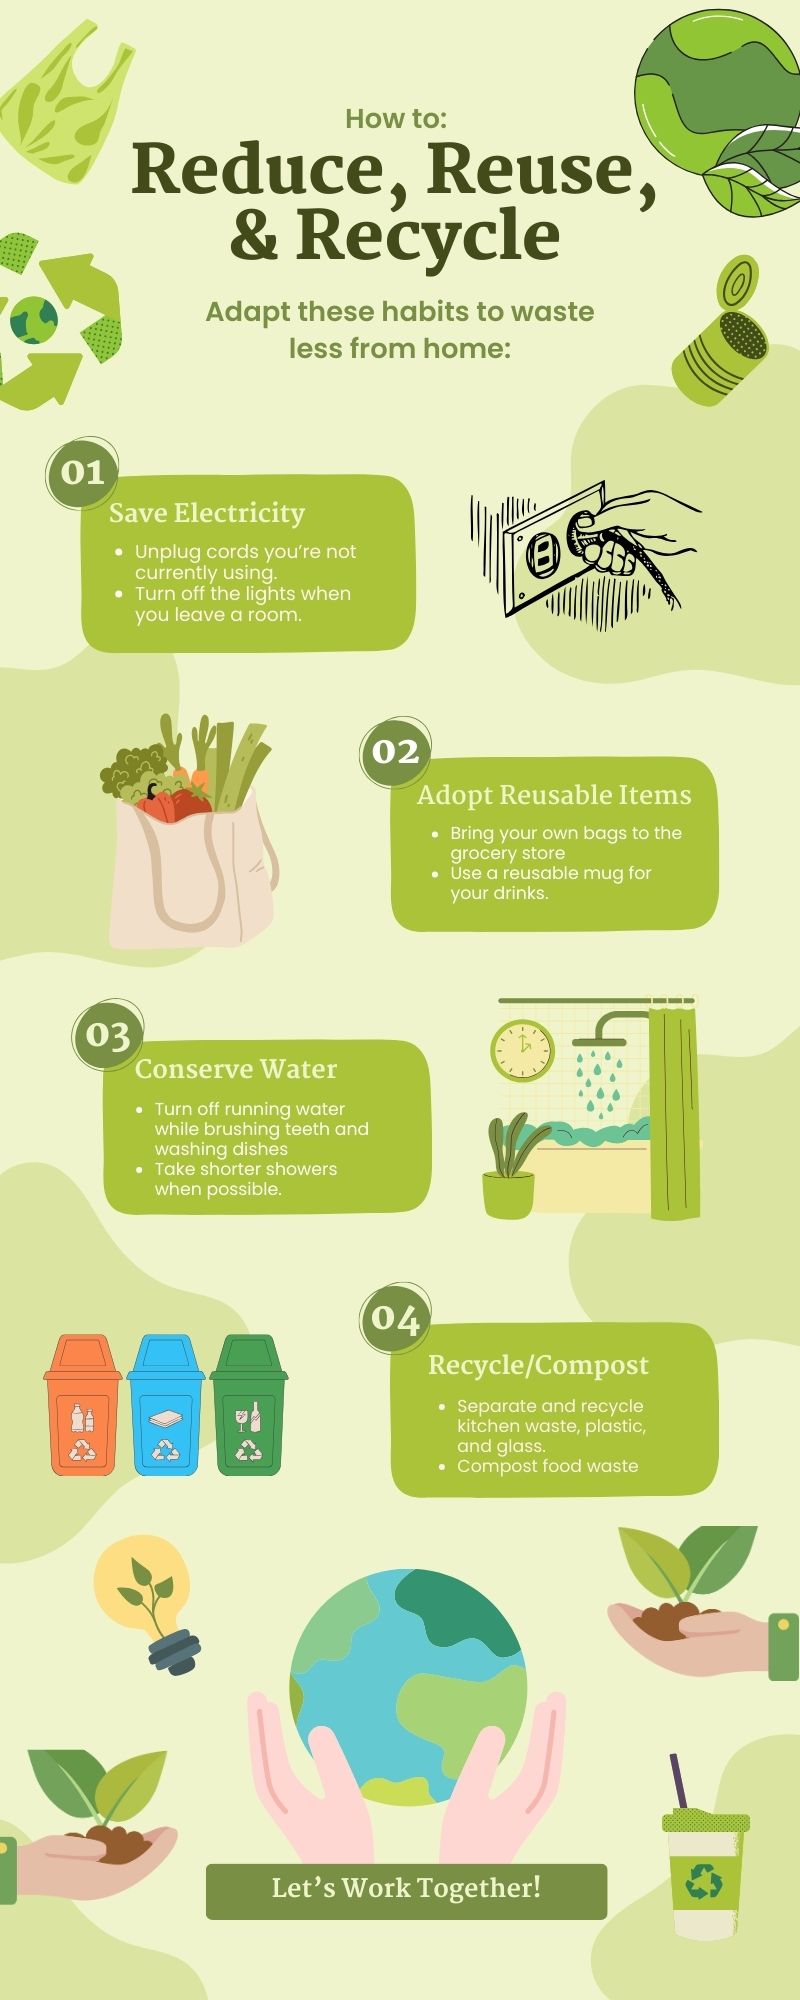 How to:
Reduce, Reuse,
& Recycle
Adapt these habits to waste
less from home:
01
Save Electricity
• Unplug cords you're not
currently using.
• Turn off the lights when
you leave a room.
02
Adopt Reusable Items
• Bring your own bags to the
grocery store
• Use a reusable mug for
your drinks.
03
Conserve Water
• Turn off running water
while brushing teeth and
washing dishes
• Take shorter showers
when possible.
04
Recycle/Compost
• Separate and recycle
kitchen waste, plastic,
and glass.
• Compost food waste
Let's Work Together!